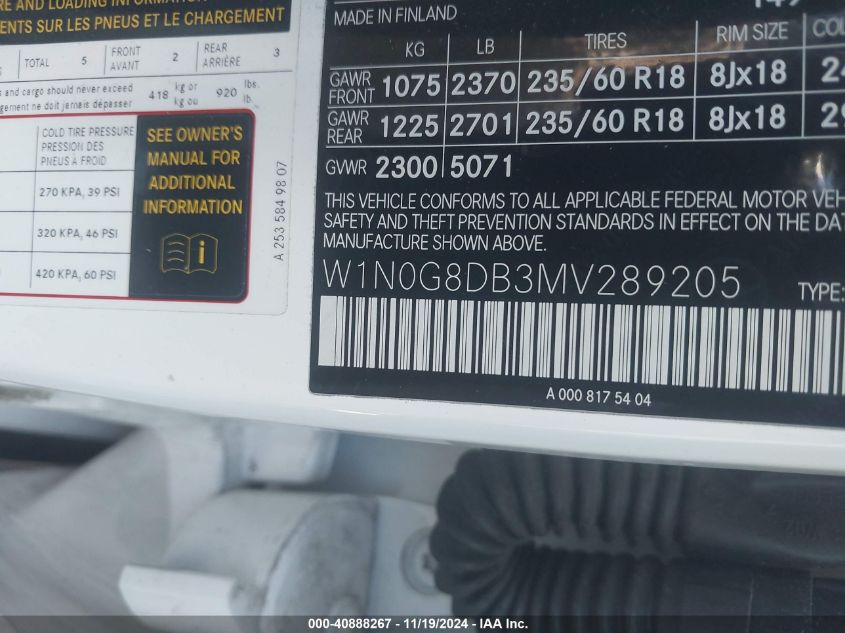 RE AND LOADING INFORMATION
ENTS SUR LES PNEUS ET LE CHARGEMENT
TOTAL 5 FRONT AVANT 2 REAR ARRIÈRE 3
s and cargo should never exceed 418 kg or 920 lbs.
gement ne doit jamais dépasser kg ou lb.
COLD TIRE PRESSURE
PRESSION DES
PNEUS À FROID
270 KPA, 39 PSI
320 KPA, 46 PSI
420 KPA, 60 PSI
SEE OWNER'S
MANUAL FOR
ADDITIONAL
INFORMATION
i
A 253 584 98 07
MADE IN FINLAND
KG LB TIRES RIM SIZE COL
GAWR FRONT 1075 2370 235/60 R18 8Jx18 24
GAWR REAR 1225 2701 235/60 R18 8Jx18 29
GVWR 2300 5071
THIS VEHICLE CONFORMS TO ALL APPLICABLE FEDERAL MOTOR VEH
SAFETY AND THEFT PREVENTION STANDARDS IN EFFECT ON THE DAT
MANUFACTURE SHOWN ABOVE.
W1N0G8DB3MV289205 TYPE:
A 000 817 54 04
000-40888267 - 11/19/2024 - IAA Inc.